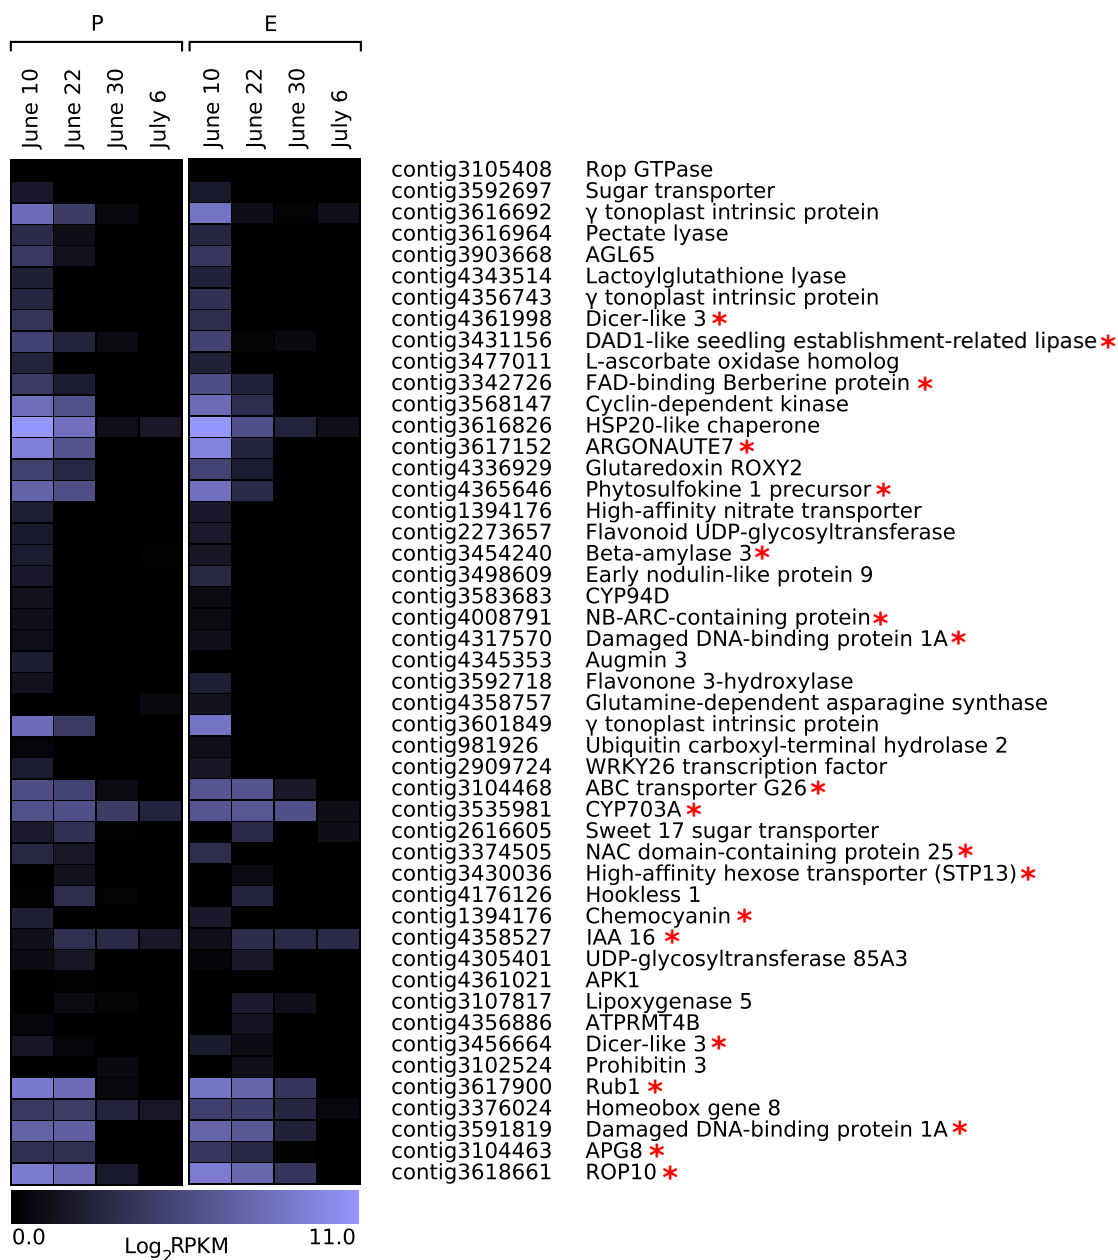 P E
June 10 June 22 June 30 July 6 June 10 June 22 June 30 July 6
contig3105408 Rop GTPase
contig3592697 Sugar transporter
contig3616692 γ tonoplast intrinsic protein
contig3616964 Pectate lyase
contig3903668 AGL65
contig4343514 Lactoylglutathione lyase
contig4356743 γ tonoplast intrinsic protein
contig4361998 Dicer-like 3 *
contig3431156 DAD1-like seedling establishment-related lipase *
contig3477011 L-ascorbate oxidase homolog
contig3342726 FAD-binding Berberine protein *
contig3568147 Cyclin-dependent kinase
contig3616826 HSP20-like chaperone
contig3617152 ARGONAUTE7 *
contig4336929 Glutaredoxin ROXY2
contig4365646 Phytosulfokine 1 precursor *
contig1394176 High-affinity nitrate transporter
contig2273657 Flavonoid UDP-glycosyltransferase
contig3454240 Beta-amylase 3 *
contig3498609 Early nodulin-like protein 9
contig3583683 CYP94D
contig4008791 NB-ARC-containing protein *
contig4317570 Damaged DNA-binding protein 1A *
contig4345353 Augmin 3
contig3592718 Flavonone 3-hydroxylase
contig4358757 Glutamine-dependent asparagine synthase
contig3601849 γ tonoplast intrinsic protein
contig981926 Ubiquitin carboxyl-terminal hydrolase 2
contig2909724 WRKY26 transcription factor
contig3104468 ABC transporter G26 *
contig3535981 CYP703A *
contig2616605 Sweet 17 sugar transporter
contig3374505 NAC domain-containing protein 25 *
contig3430036 High-affinity hexose transporter (STP13) *
contig4176126 Hookless 1
contig1394176 Chemocyanin *
contig4358527 IAA 16 *
contig4305401 UDP-glycosyltransferase 85A3
contig4361021 APK1
contig3107817 Lipoxygenase 5
contig4356886 ATPRMT4B
contig3456664 Dicer-like 3 *
contig3102524 Prohibitin 3
contig3617900 Rub1 *
contig3376024 Homeobox gene 8
contig3591819 Damaged DNA-binding protein 1A *
contig3104463 APG8 *
contig3618661 ROP10 *
0.0 11.0
Log2RPKM